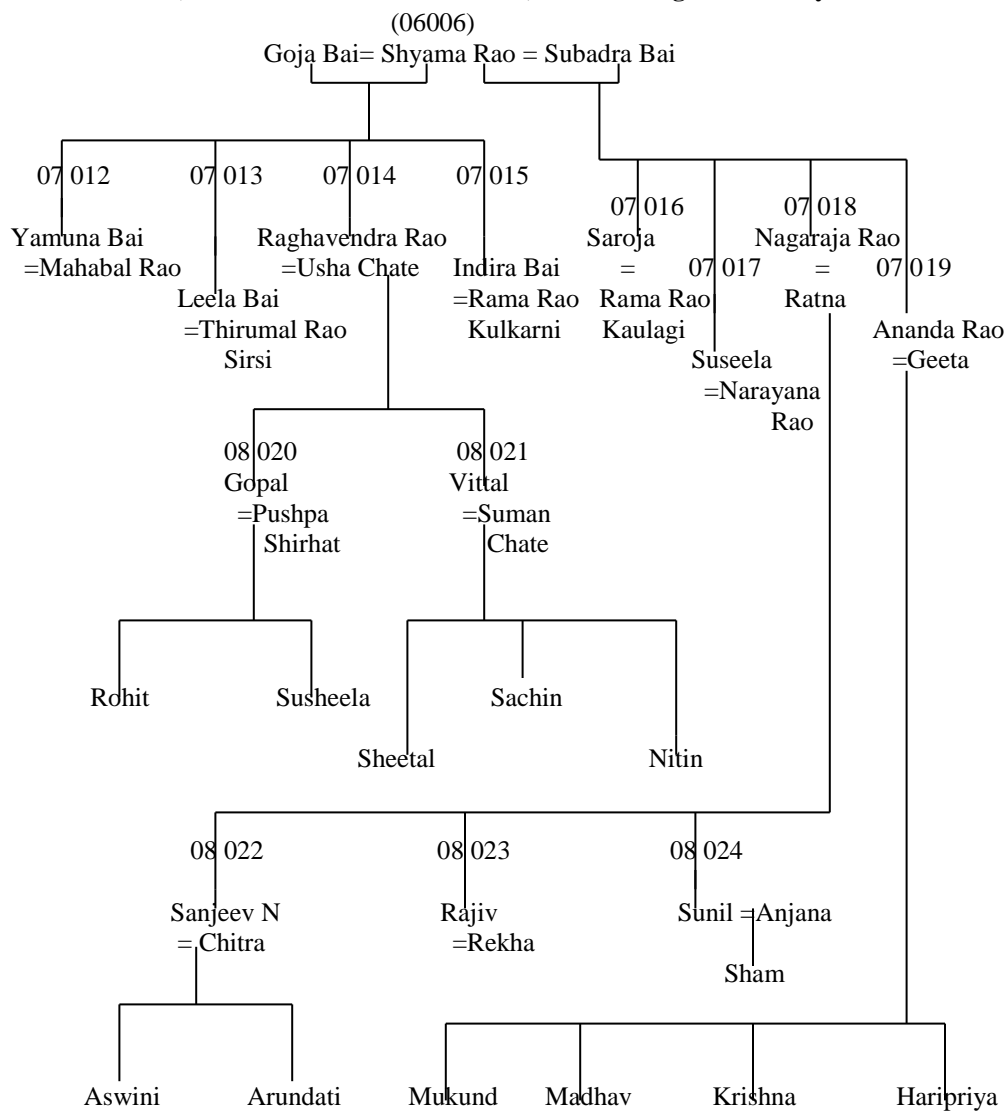 (06006)
Goja Bai= Shyama Rao = Subadra Bai
07 012 07 013 07 014 07 015
07 016 07 018
Yamuna Bai Raghavendra Rao Saroja Nagaraja Rao
=Mahabal Rao =Usha Chate Indira Bai = 07 017 = 07 019
Leela Bai =Rama Rao Rama Rao Ratna
=Thirumal Rao Kulkarni Kaulagi Ananda Rao
Sirsi Suseela =Geeta
=Narayana
Rao
08 020 08 021
Gopal Vittal
=Pushpa =Suman
Shirhat Chate
Rohit Susheela Sachin
Sheetal Nitin
08 022 08 023 08 024
Sanjeev N Rajiv Sunil =Anjana
= Chitra =Rekha
Sham
Aswini Arundati Mukund Madhav Krishna Haripriya